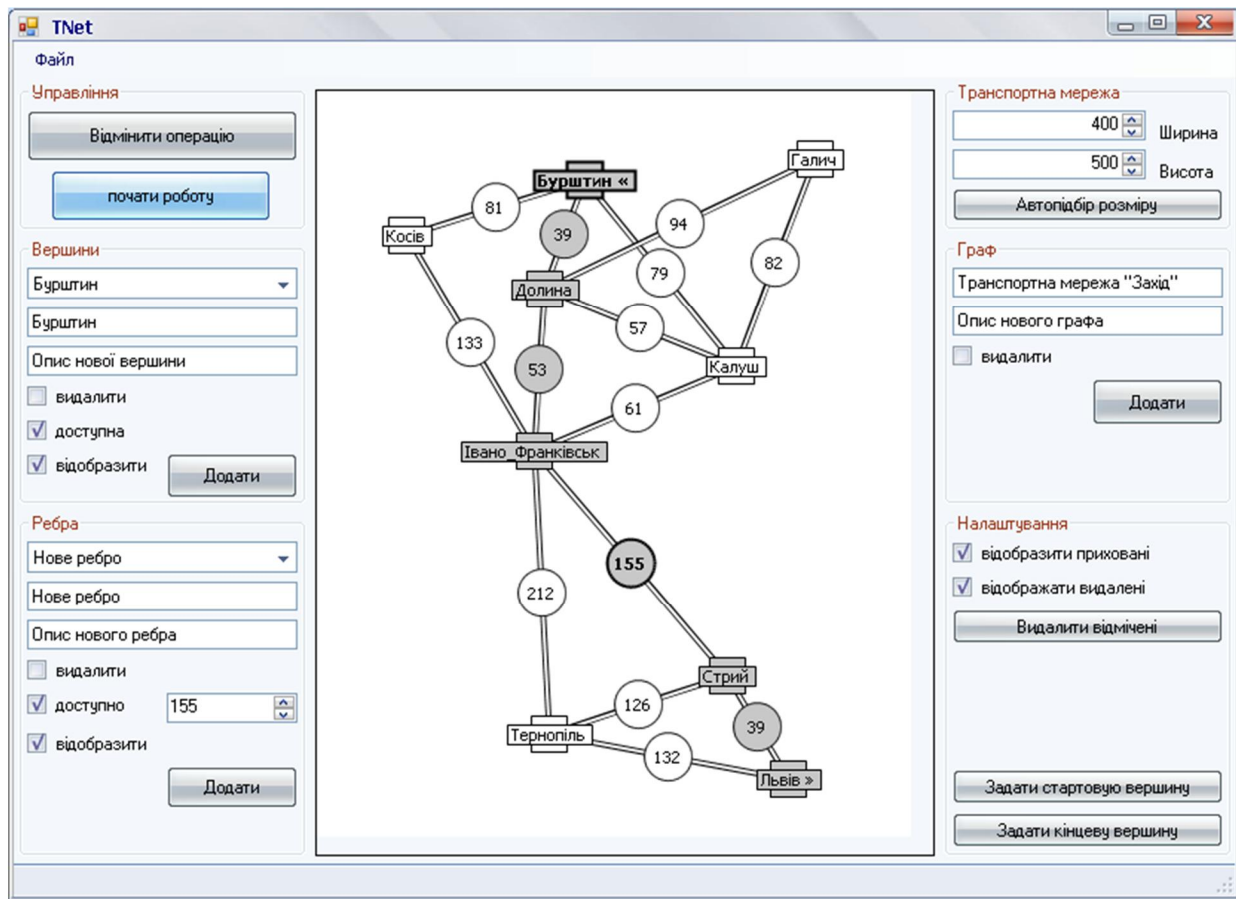 TNet
Файл
Управління
Відмінити операцію
почати роботу
Вершини
Бурштин
Бурштин
Опис нової вершини
видалити
доступна
відобразити
Додати
Ребра
Нове ребро
Нове ребро
Опис нового ребра
видалити
доступно
155
відобразити
Додати
Галич
Бурштин «
81
94
Косів
39
79
82
Долина
57
133
53
Калуш
61
Івано_Франківськ
155
212
Стрий
126
39
Тернопіль
132
Львів »
Транспортна мережа
400 Ширина
500 Висота
Автопідбір розміру
Граф
Транспортна мережа "Захід"
Опис нового графа
видалити
Додати
Налаштування
відобразити приховані
відображати видалені
Видалити відмічені
Задати стартовую вершину
Задати кінцеву вершину